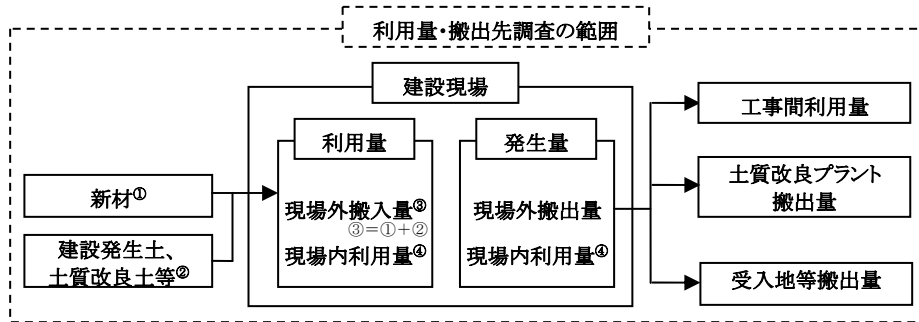 利用量・搬出先調査の範囲
建設現場
利用量
発生量
新材①
建設発生土、
土質改良土等②
現場外搬入量③
③=①+②
現場内利用量④
現場外搬出量
現場内利用量④
工事間利用量
土質改良プラント
搬出量
受入地等搬出量